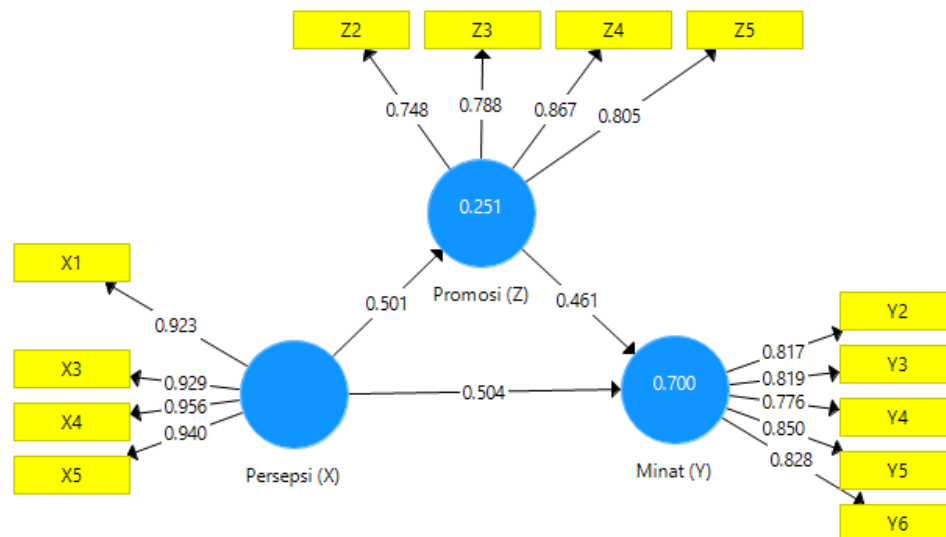 Z2
Z3
Z4
Z5
0.748
0.788
0.867
0.805
0.251
Promosi (Z)
X1
X3
X4
X5
0.923
0.929
0.956
0.940
Persepsi (X)
0.501
0.461
0.504
0.700
Minat (Y)
0.817
0.819
0.776
0.850
0.828
Y2
Y3
Y4
Y5
Y6